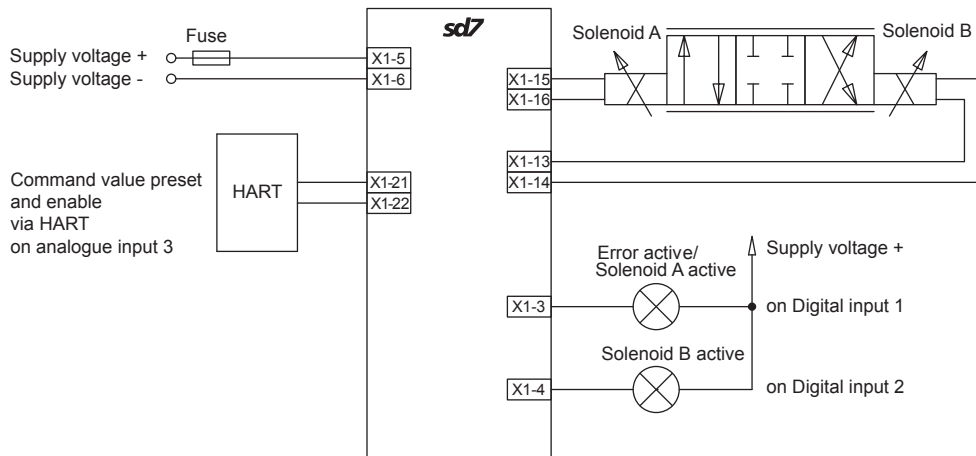 sd7
Fuse
Supply voltage +
Supply voltage -
X1-5
X1-6
Command value preset
and enable
via HART
on analogue input 3
HART
X1-21
X1-22
Solenoid A
Solenoid B
X1-15
X1-16
X1-13
X1-14
Supply voltage +
Error active/
Solenoid A active
X1-3
on Digital input 1
Solenoid B active
X1-4
on Digital input 2